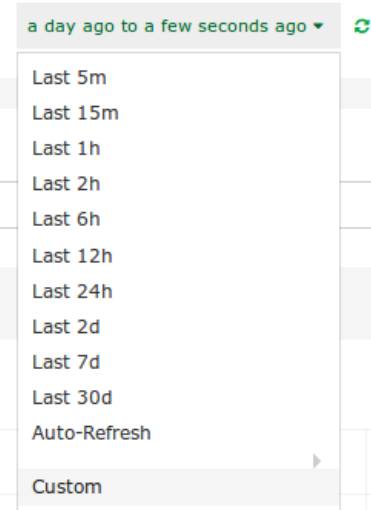 a day ago to a few seconds ago
Last 5m
Last 15m
Last 1h
Last 2h
Last 6h
Last 12h
Last 24h
Last 2d
Last 7d
Last 30d
Auto-Refresh
Custom